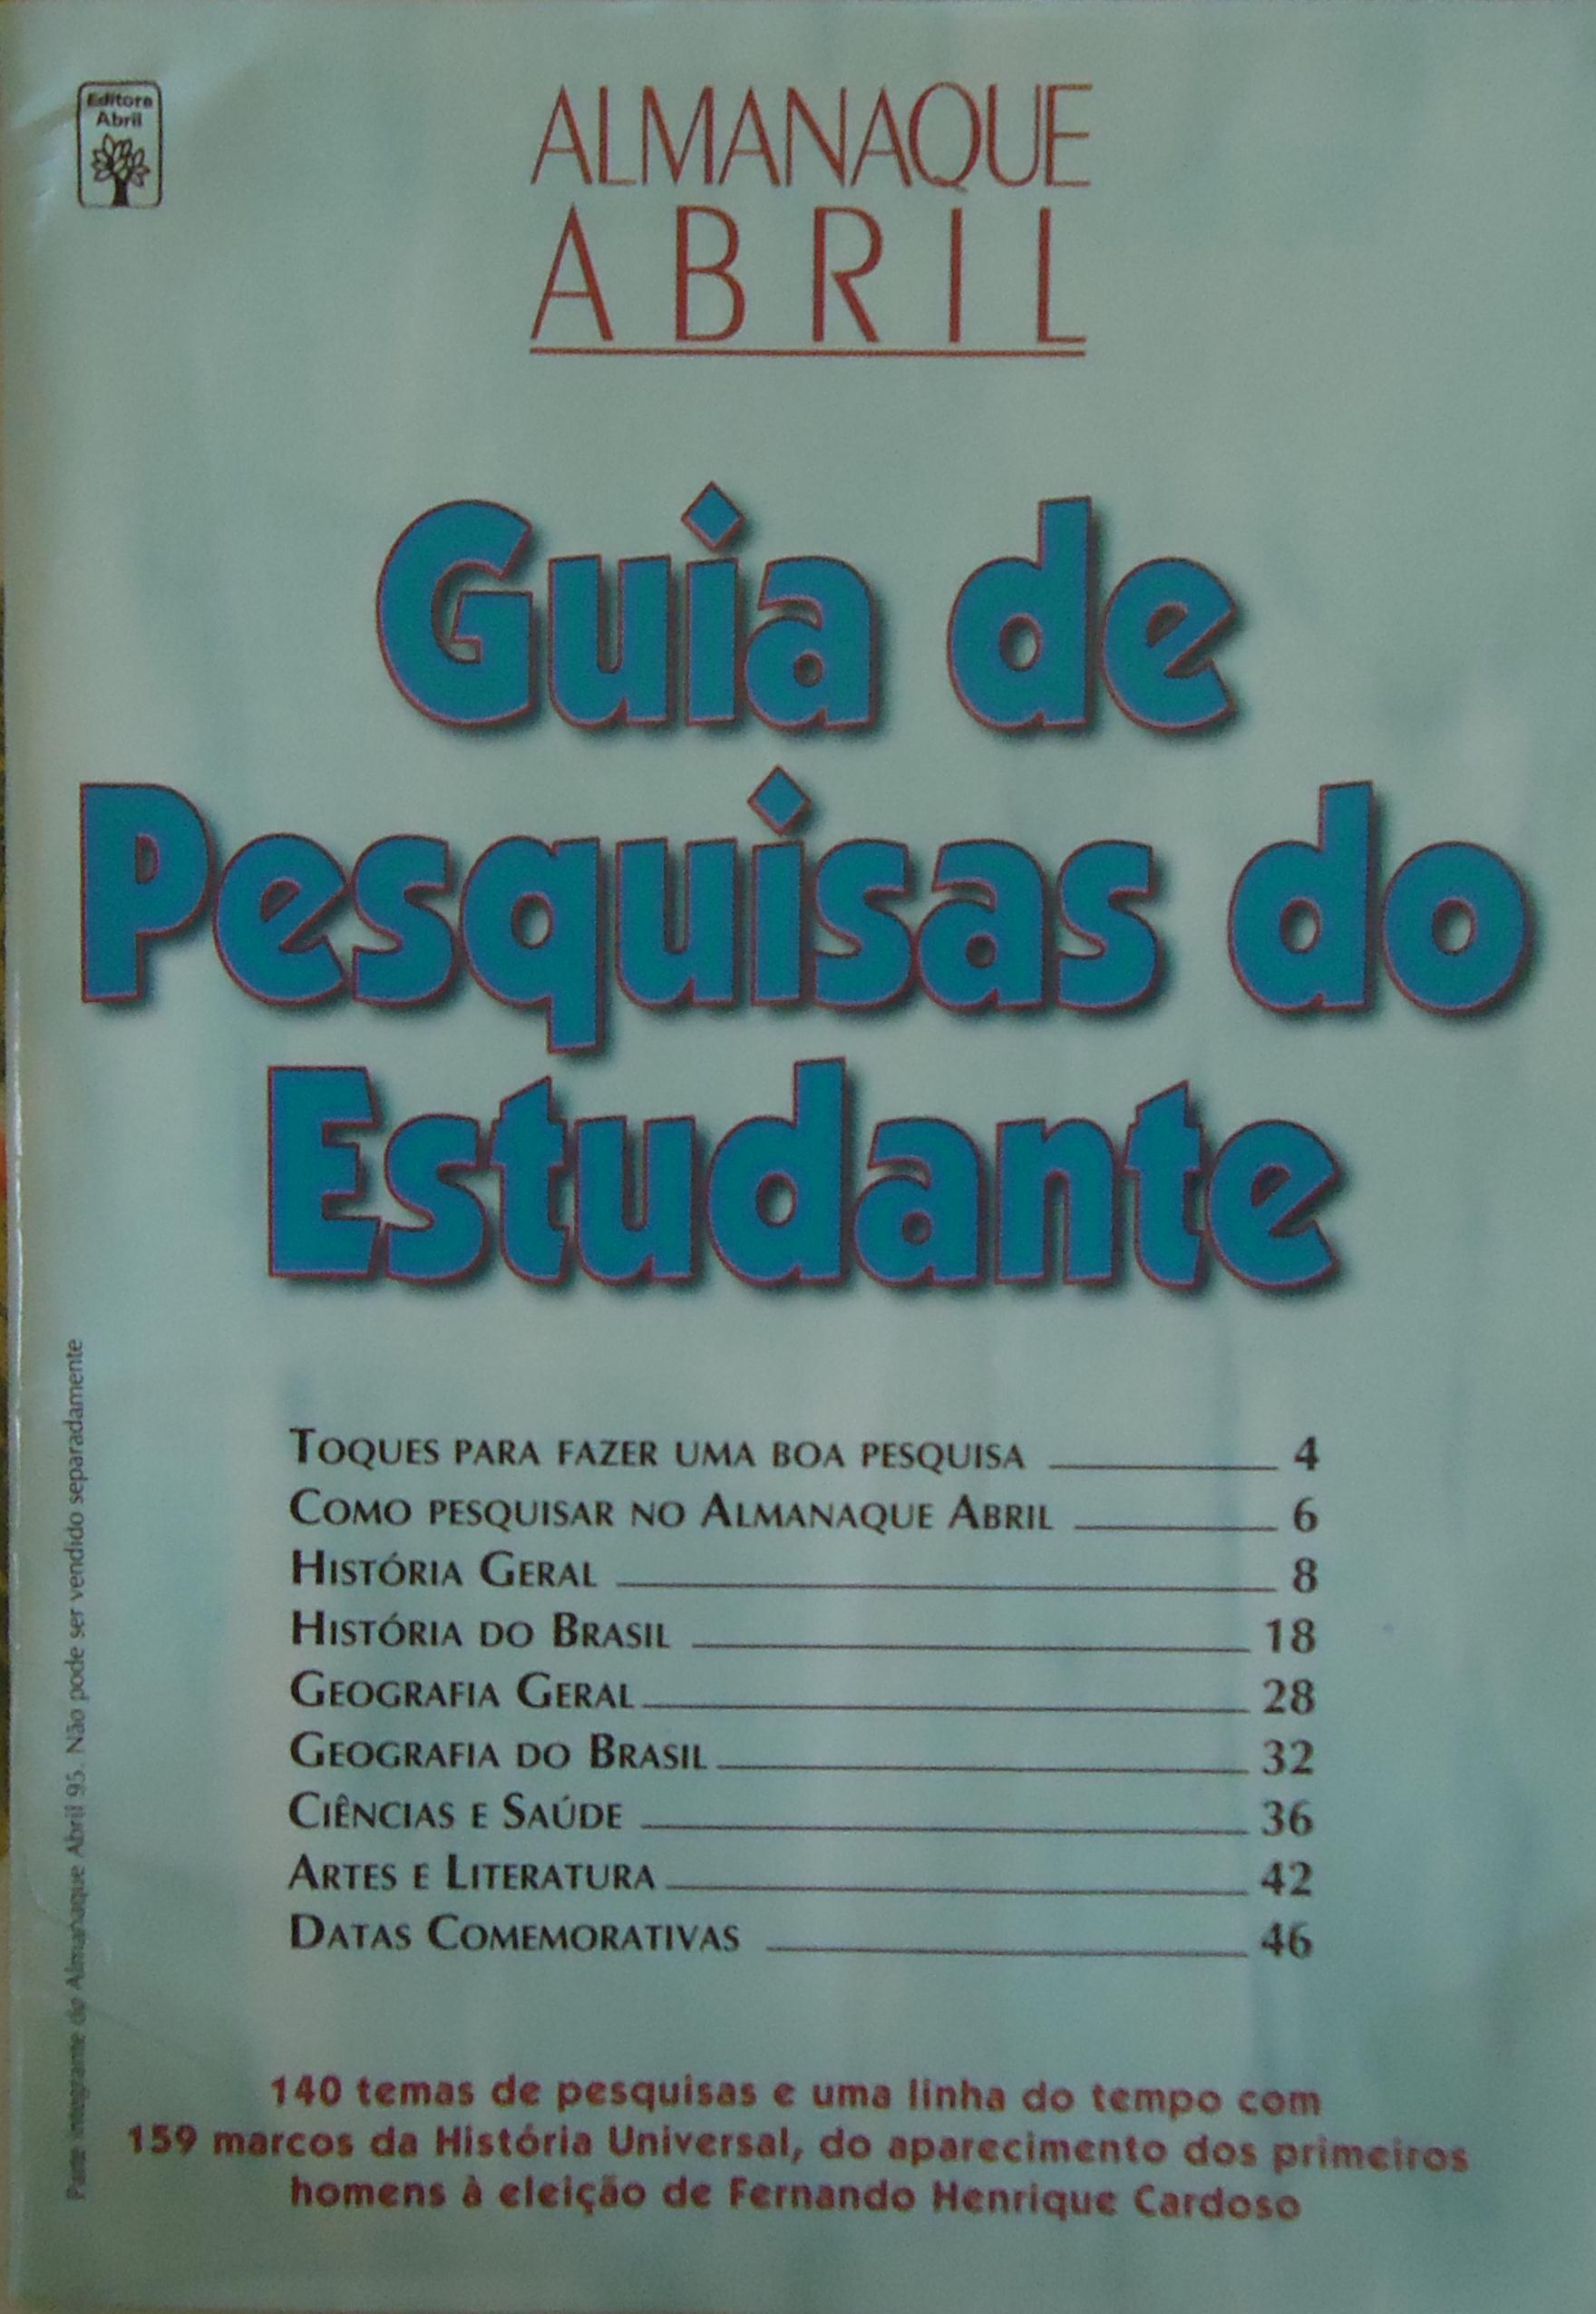 Editora
Abril
ALMANAQUE
ABRIL
Guia de
Pesquisas do
Estudante
TOQUES PARA FAZER UMA BOA PESQUISA 4
COMO PESQUISAR NO ALMANAQUE ABRIL 6
HISTÓRIA GERAL 8
HISTÓRIA DO BRASIL 18
GEOGRAFIA GERAL 28
GEOGRAFIA DO BRASIL 32
CIÊNCIAS E SAÚDE 36
ARTES E LITERATURA 42
DATAS COMEMORATIVAS 46
140 temas de pesquisas e uma linha do tempo com
159 marcos da História Universal, do aparecimento dos primeiros
homens à eleição de Fernando Henrique Cardoso
Parte integrante do Almanaque Abril 95. Não pode ser vendido separadamente